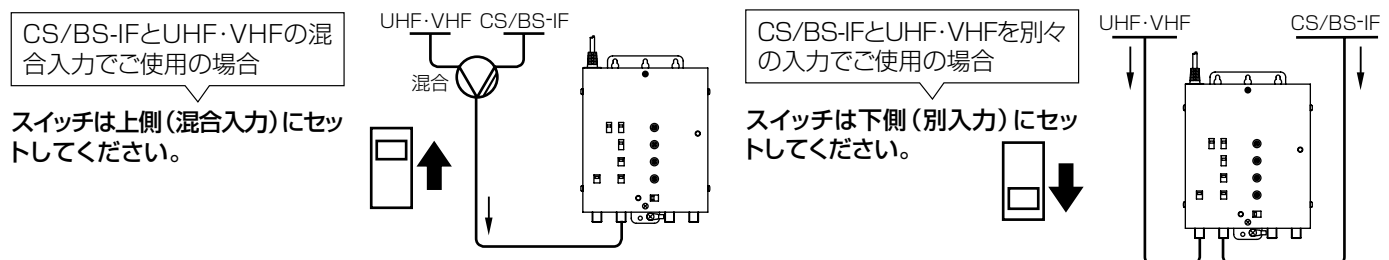 CS/BS-IFとUHF･VHFの混
合入力でご使用の場合
スイッチは上側(混合入力)にセッ
トしてください。
UHF･VHF CS/BS-IF
混合
CS/BS-IFとUHF･VHFを別々
の入力でご使用の場合
スイッチは下側(別入力)にセッ
トしてください。
UHF･VHF
CS/BS-IF